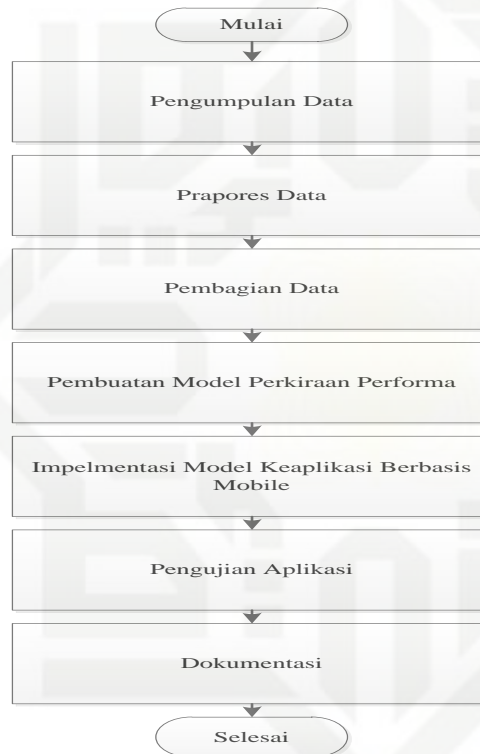 Mulai
Pengumpulan Data
Prapores Data
Pembagian Data
Pembuatan Model Perkiraan Performa
Impelmentasi Model Keaplikasi Berbasis
Mobile
Pengujian Aplikasi
Dokumentasi
Selesai